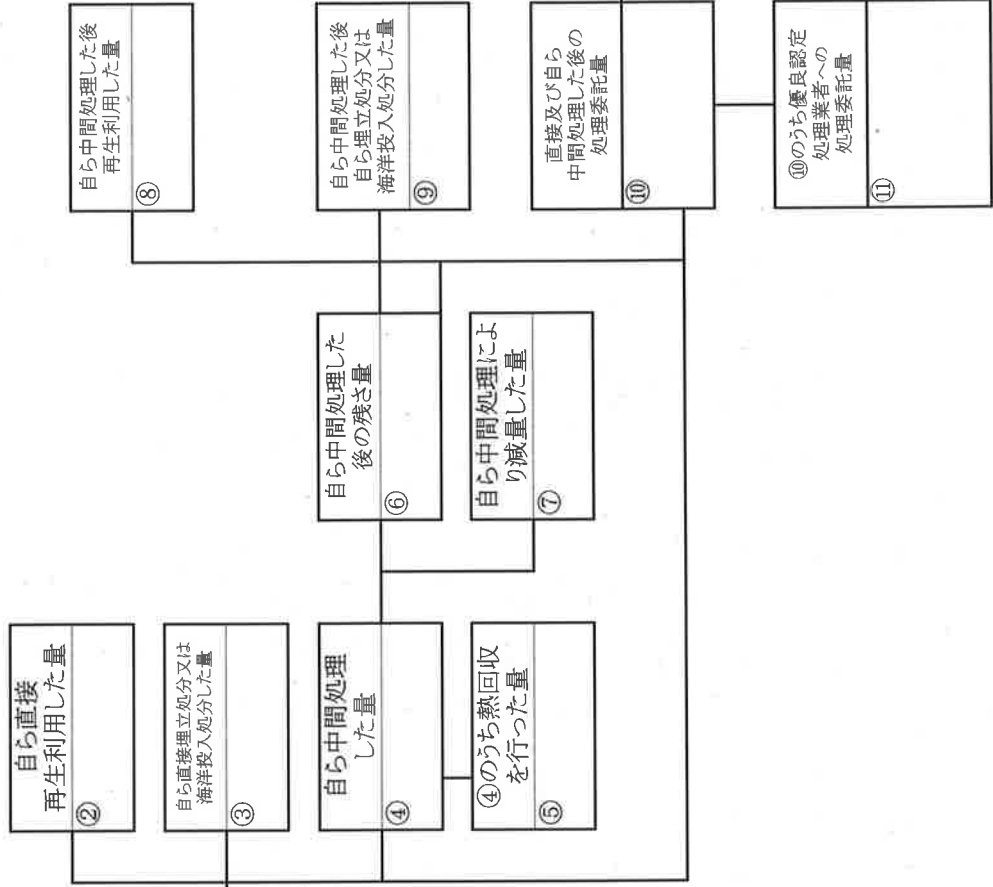 自ら直接
再生利用した量
②
自ら直接埋立処分又は
海洋投入処分した量
③
自ら中間処理
した量
④
④のうち熱回収
を行った量
⑤
自ら中間処理した
後の残さ量
⑥
自ら中間処理によ
り減量した量
⑦
自ら中間処理した後
再生利用した量
⑧
自ら中間処理した後
自ら埋立処分又は
海洋投入処分した量
⑨
直接及び自ら
中間処理した後の
処理委託量
⑩
⑩のうち優良認定
処理業者への
処理委託量
⑪